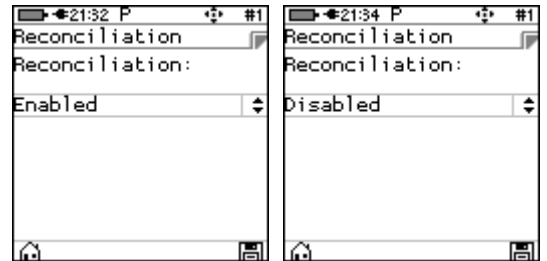 21:32 P #1
Reconciliation
Reconciliation:
Enabled
21:34 P #1
Reconciliation
Reconciliation:
Disabled